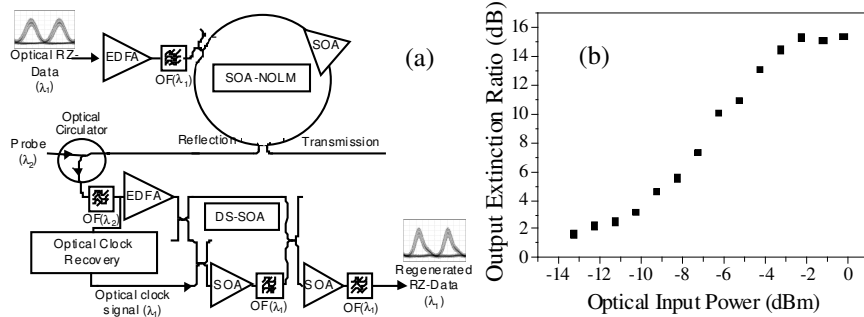 Optical RZ-
Data
(λ1)
EDFA
OF(λ1)
SOA
SOA-NOLM
(a)
Optical
Circulator
Reflection
Transmission
Probe
(λ2)
EDFA
OF(λ2)
DS-SOA
Optical Clock
Recovery
Optical clock
signal (λ1)
SOA
OF(λ1)
SOA
OF(λ1)
Regenerated
RZ-Data
(λ1)
(b)
Output Extinction Ratio (dB)
16
14
12
10
8
6
4
2
0
-14 -12 -10 -8 -6 -4 -2 0
Optical Input Power (dBm)